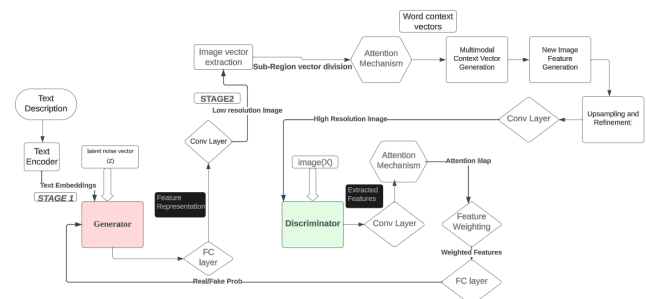 Word context
vectors
Image vector
extraction
Sub-Region vector division
Attention
Mechanism
Multimodal
Context Vector
Generation
New Image
Feature
Generation
Text
Description
STAGE2
Low resolution Image
High Resolution Image
Conv Layer
Upsampling and
Refinement
Text
Encoder
latent noise vector
(Z)
Conv Layer
image(X)
Attention
Mechanism
Attention Map
Text Embeddings
STAGE 1
Feature
Representation
Extracted
Features
Generator
Discriminator
Conv Layer
Feature
Weighting
FC
layer
Weighted Features
Real/Fake Prob
FC layer